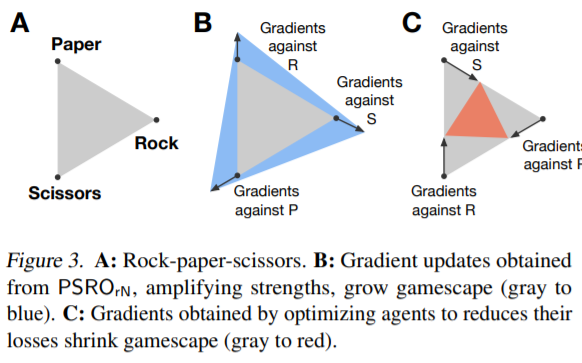 A
B
C
Paper
Rock
Scissors
Gradients
against
R
Gradients
against
S
Gradients
against P
Gradients
against
S
Gradients
against R
Gradients
against P
Figure 3. A: Rock-paper-scissors. B: Gradient updates obtained
from PSROrN, amplifying strengths, grow gamescape (gray to
blue). C: Gradients obtained by optimizing agents to reduces their
losses shrink gamescape (gray to red).